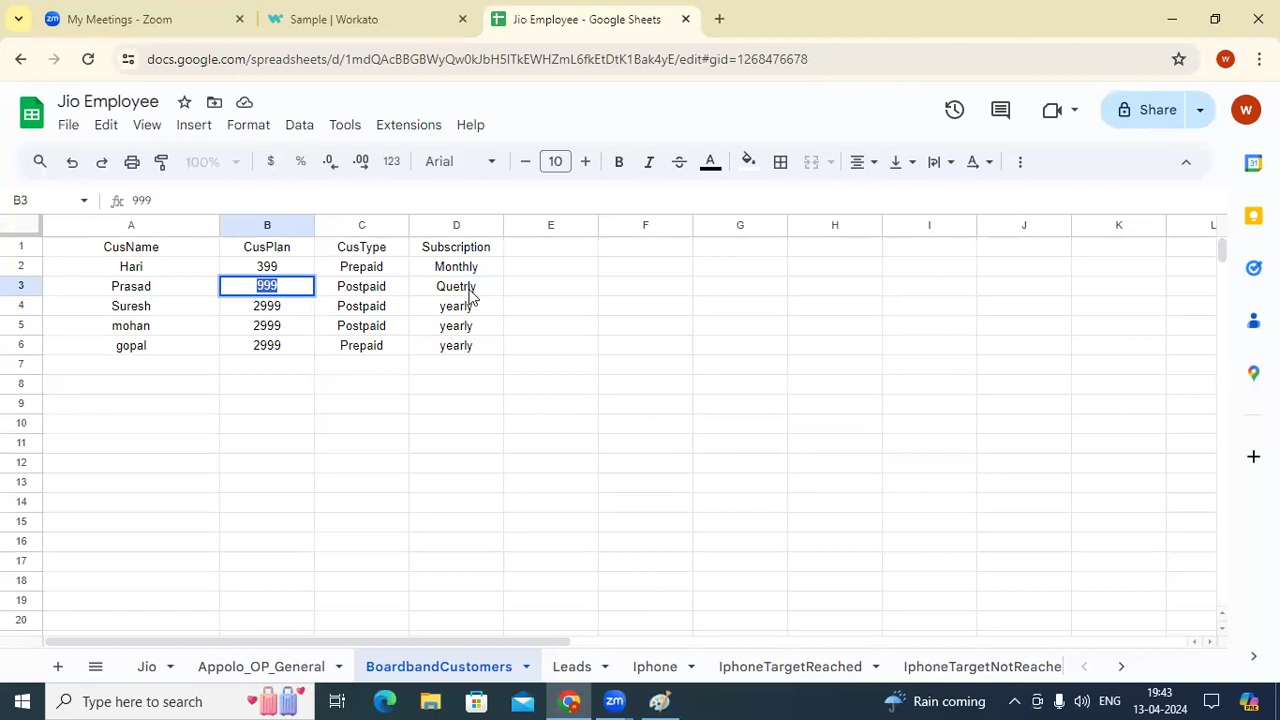 My Meetings - Zoom
Sample | Workato
Jio Employee - Google Sheets
docs.google.com/spreadsheets/d/1mdQAcBBGBWyQw0kJbH5ITkEWHZmL6fkEtDtK1Bak4yE/edit#gid=1268476678
W
Jio Employee
Share
W
File Edit View Insert Format Data Tools Extensions Help
100% $ % .0 .00 123 Arial 10 B I S A
B3 fx 999
A B C D E F G H I J K L
1 CusName CusPlan CusType Subscription
2 Hari 399 Prepaid Monthly
3 Prasad 999 Postpaid Quetrly
4 Suresh 2999 Postpaid yearly
5 mohan 2999 Postpaid yearly
6 gopal 2999 Prepaid yearly
7
8
9
10
11
12
13
14
15
16
17
18
19
20
31
Jio Appolo_OP_General BoardbandCustomers Leads Iphone IphoneTargetReached IphoneTargetNotReache
Type here to search
Rain coming
ENG
19:43
13-04-2024